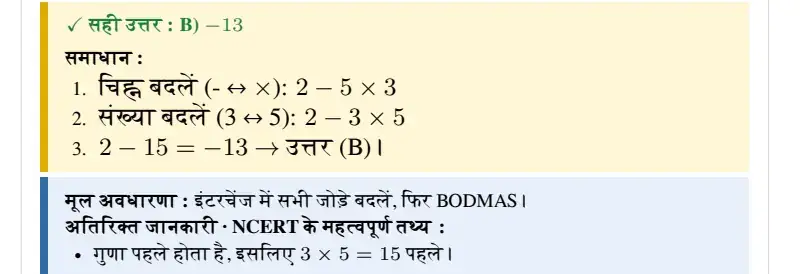 ✓ सही उत्तर : B) −13
समाधान :
1. चिह्न बदलें (- ↔ ×): 2 − 5 × 3
2. संख्या बदलें (3 ↔ 5): 2 − 3 × 5
3. 2 − 15 = −13 → उत्तर (B)।
मूल अवधारणा : इंटरचेंज में सभी जोड़े बदलें, फिर BODMAS।
अतिरिक्त जानकारी · NCERT के महत्वपूर्ण तथ्य :
• गुणा पहले होता है, इसलिए 3 × 5 = 15 पहले।